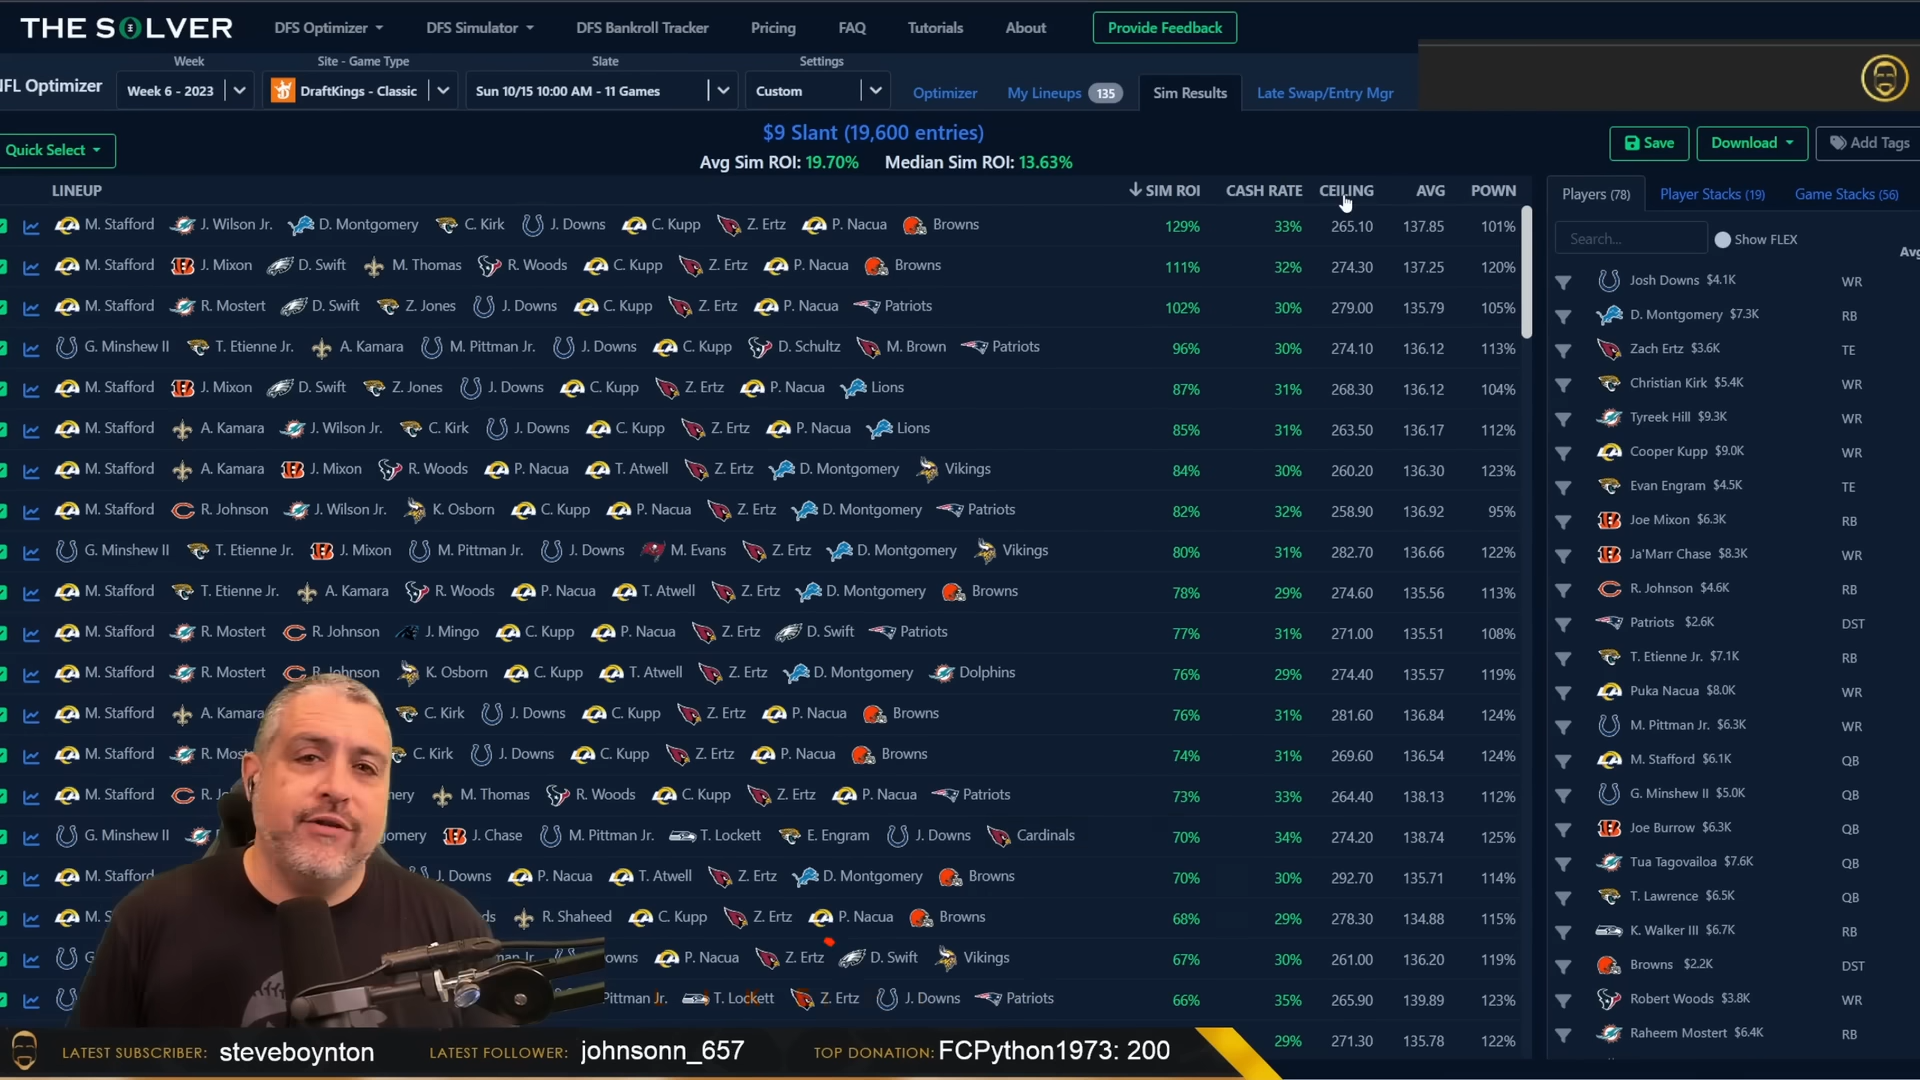 THE SOLVER DFS Optimizer DFS Simulator DFS Bankroll Tracker Pricing FAQ Tutorials About Provide Feedback
Week Site - Game Type Slate Settings
NFL Optimizer Week 6 - 2023 DraftKings - Classic Sun 10/15 10:00 AM - 11 Games Custom Optimizer My Lineups 135 Sim Results Late Swap/Entry Mgr
$9 Slant (19,600 entries)
Quick Select Avg Sim ROI: 19.70% Median Sim ROI: 13.63% Save Download Add Tags
LINEUP SIM ROI CASH RATE CEILING AVG POWN
M. Stafford J. Wilson Jr. D. Montgomery C. Kirk J. Downs C. Kupp Z. Ertz P. Nacua Browns 129% 33% 265.10 137.85 101%
M. Stafford J. Mixon D. Swift M. Thomas R. Woods C. Kupp Z. Ertz P. Nacua Browns 111% 32% 274.30 137.25 120%
M. Stafford R. Mostert D. Swift Z. Jones J. Downs C. Kupp Z. Ertz P. Nacua Patriots 102% 30% 279.00 135.79 105%
G. Minshew II T. Etienne Jr. A. Kamara M. Pittman Jr. J. Downs C. Kupp D. Schultz M. Brown Patriots 96% 30% 274.10 136.12 113%
M. Stafford J. Mixon D. Swift Z. Jones J. Downs C. Kupp Z. Ertz P. Nacua Lions 87% 31% 268.30 136.12 104%
M. Stafford A. Kamara J. Wilson Jr. C. Kirk J. Downs C. Kupp Z. Ertz P. Nacua Lions 85% 31% 263.50 136.17 112%
M. Stafford A. Kamara J. Mixon R. Woods P. Nacua T. Atwell Z. Ertz D. Montgomery Vikings 84% 30% 260.20 136.30 123%
M. Stafford R. Johnson J. Wilson Jr. K. Osborn C. Kupp P. Nacua Z. Ertz D. Montgomery Patriots 82% 32% 258.90 136.92 95%
G. Minshew II T. Etienne Jr. J. Mixon M. Pittman Jr. J. Downs M. Evans Z. Ertz D. Montgomery Vikings 80% 31% 282.70 136.66 122%
M. Stafford T. Etienne Jr. A. Kamara R. Woods P. Nacua T. Atwell Z. Ertz D. Montgomery Browns 78% 29% 274.60 135.56 113%
M. Stafford R. Mostert R. Johnson J. Mingo C. Kupp P. Nacua Z. Ertz D. Swift Patriots 77% 31% 271.00 135.51 108%
M. Stafford R. Mostert R. Johnson K. Osborn C. Kupp T. Atwell Z. Ertz D. Montgomery Dolphins 76% 29% 274.40 135.57 119%
M. Stafford A. Kamara C. Kirk J. Downs C. Kupp Z. Ertz P. Nacua Browns 76% 31% 281.60 136.84 124%
M. Stafford R. Most C. Kirk J. Downs C. Kupp Z. Ertz P. Nacua Browns 74% 31% 269.60 136.54 124%
M. Stafford R. Jo ery M. Thomas R. Woods C. Kupp Z. Ertz P. Nacua Patriots 73% 33% 264.40 138.13 112%
G. Minshew II gomery J. Chase M. Pittman Jr. T. Lockett E. Engram J. Downs Cardinals 70% 34% 274.20 138.74 125%
M. Stafford J. Downs P. Nacua T. Atwell Z. Ertz D. Montgomery Browns 70% 30% 292.70 135.71 114%
M. S ds R. Shaheed C. Kupp Z. Ertz P. Nacua Browns 68% 29% 278.30 134.88 115%
G man Jr. owns P. Nacua Z. Ertz D. Swift Vikings 67% 30% 261.00 136.20 119%
Pittman Jr. T. Lockett Z. Ertz J. Downs Patriots 66% 35% 265.90 139.89 123%
29% 271.30 135.78 122%
Players (78) Player Stacks (19) Game Stacks (56)
Search... Show FLEX
Avg
Josh Downs $4.1K WR
D. Montgomery $7.3K RB
Zach Ertz $3.6K TE
Christian Kirk $5.4K WR
Tyreek Hill $9.3K WR
Cooper Kupp $9.0K WR
Evan Engram $4.5K TE
Joe Mixon $6.3K RB
Ja'Marr Chase $8.3K WR
R. Johnson $4.6K RB
Patriots $2.6K DST
T. Etienne Jr. $7.1K RB
Puka Nacua $8.0K WR
M. Pittman Jr. $6.3K WR
M. Stafford $6.1K QB
G. Minshew II $5.0K QB
Joe Burrow $6.3K QB
Tua Tagovailoa $7.6K QB
T. Lawrence $6.5K QB
K. Walker III $6.7K RB
Browns $2.2K DST
Robert Woods $3.8K WR
Raheem Mostert $6.4K RB
LATEST SUBSCRIBER: steveboynton LATEST FOLLOWER: johnsonn_657 TOP DONATION: FCPython1973: 200